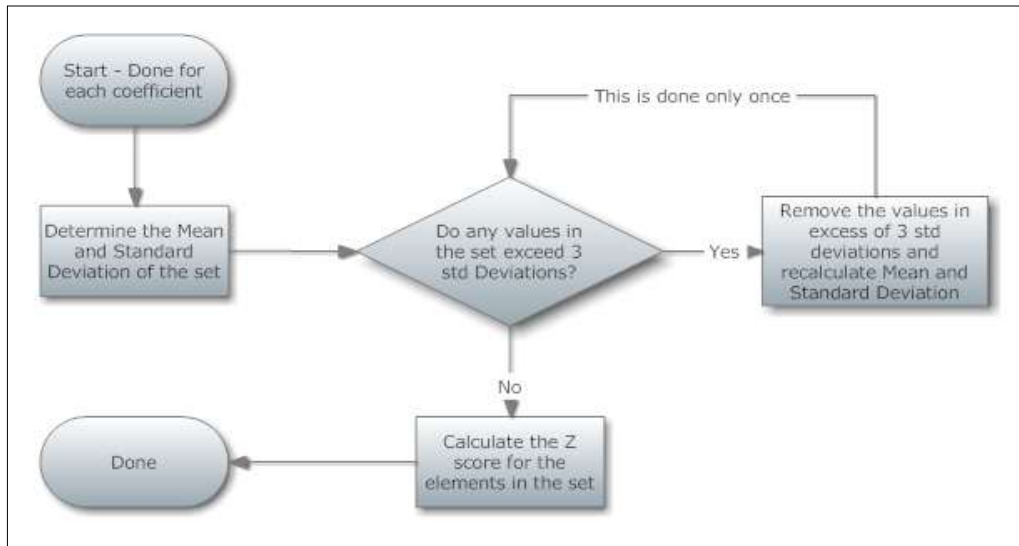 Start - Done for
each coefficient
This is done only once
Determine the Mean
and Standard
Deviation of the set
Do any values in
the set exceed 3
std Deviations?
Yes
Remove the values in
excess of 3 std
deviations and
recalculate Mean and
Standard Deviation
No
Calculate the Z
score for the
elements in the set
Done